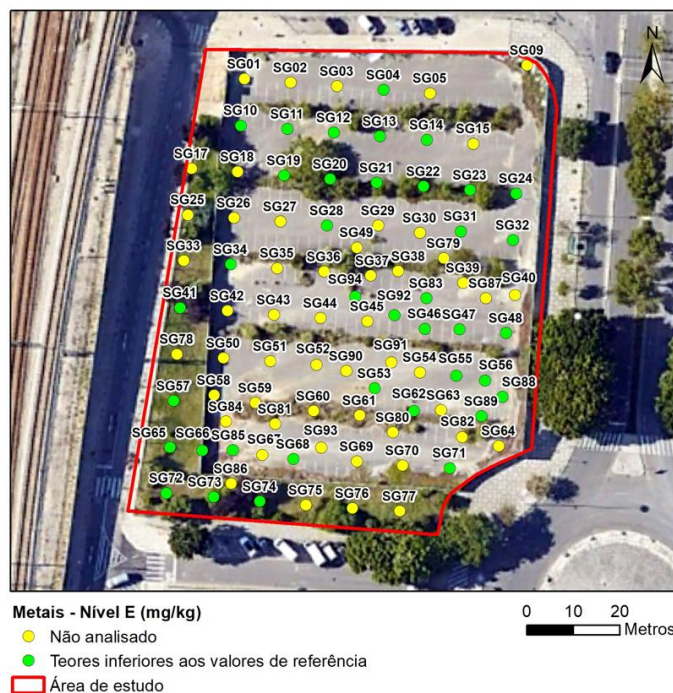 N
SG01 SG02 SG03 SG04 SG05 SG09
SG10 SG11 SG12 SG13 SG14 SG15
SG17 SG18 SG19 SG20 SG21 SG22 SG23 SG24
SG25 SG26 SG27 SG28 SG29 SG30 SG31 SG32
SG49 SG79
SG33 SG34 SG35 SG36 SG37 SG38 SG39 SG40
SG94 SG92 SG83 SG87
SG41 SG42 SG43 SG44 SG45 SG46 SG47 SG48
SG78 SG50 SG51 SG52 SG90 SG91 SG54 SG55 SG56
SG57 SG58 SG59 SG53 SG62 SG63 SG88
SG84 SG81 SG60 SG61 SG80 SG89
SG65 SG66 SG85 SG67 SG68 SG93 SG69 SG70 SG82 SG64
SG72 SG73 SG86 SG74 SG75 SG76 SG77 SG71
Metais - Nível E (mg/kg)
Não analisado
Teores inferiores aos valores de referência
Área de estudo
0 10 20
Metros